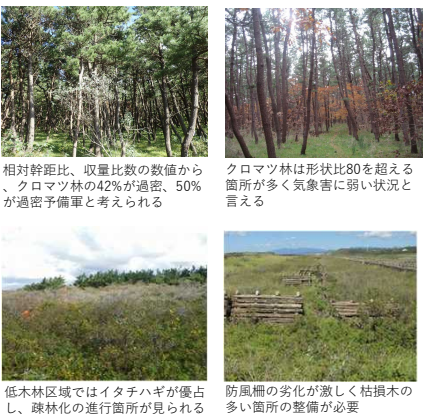 相対幹距比、収量比数の数値から
、クロマツ林の42%が過密、50%
が過密予備軍と考えられる
クロマツ林は形状比80を超える
箇所が多く気象害に弱い状況と
言える
低木林区域ではイタチハギが優占
し、疎林化の進行箇所が見られる
防風柵の劣化が激しく枯損木の
多い箇所の整備が必要